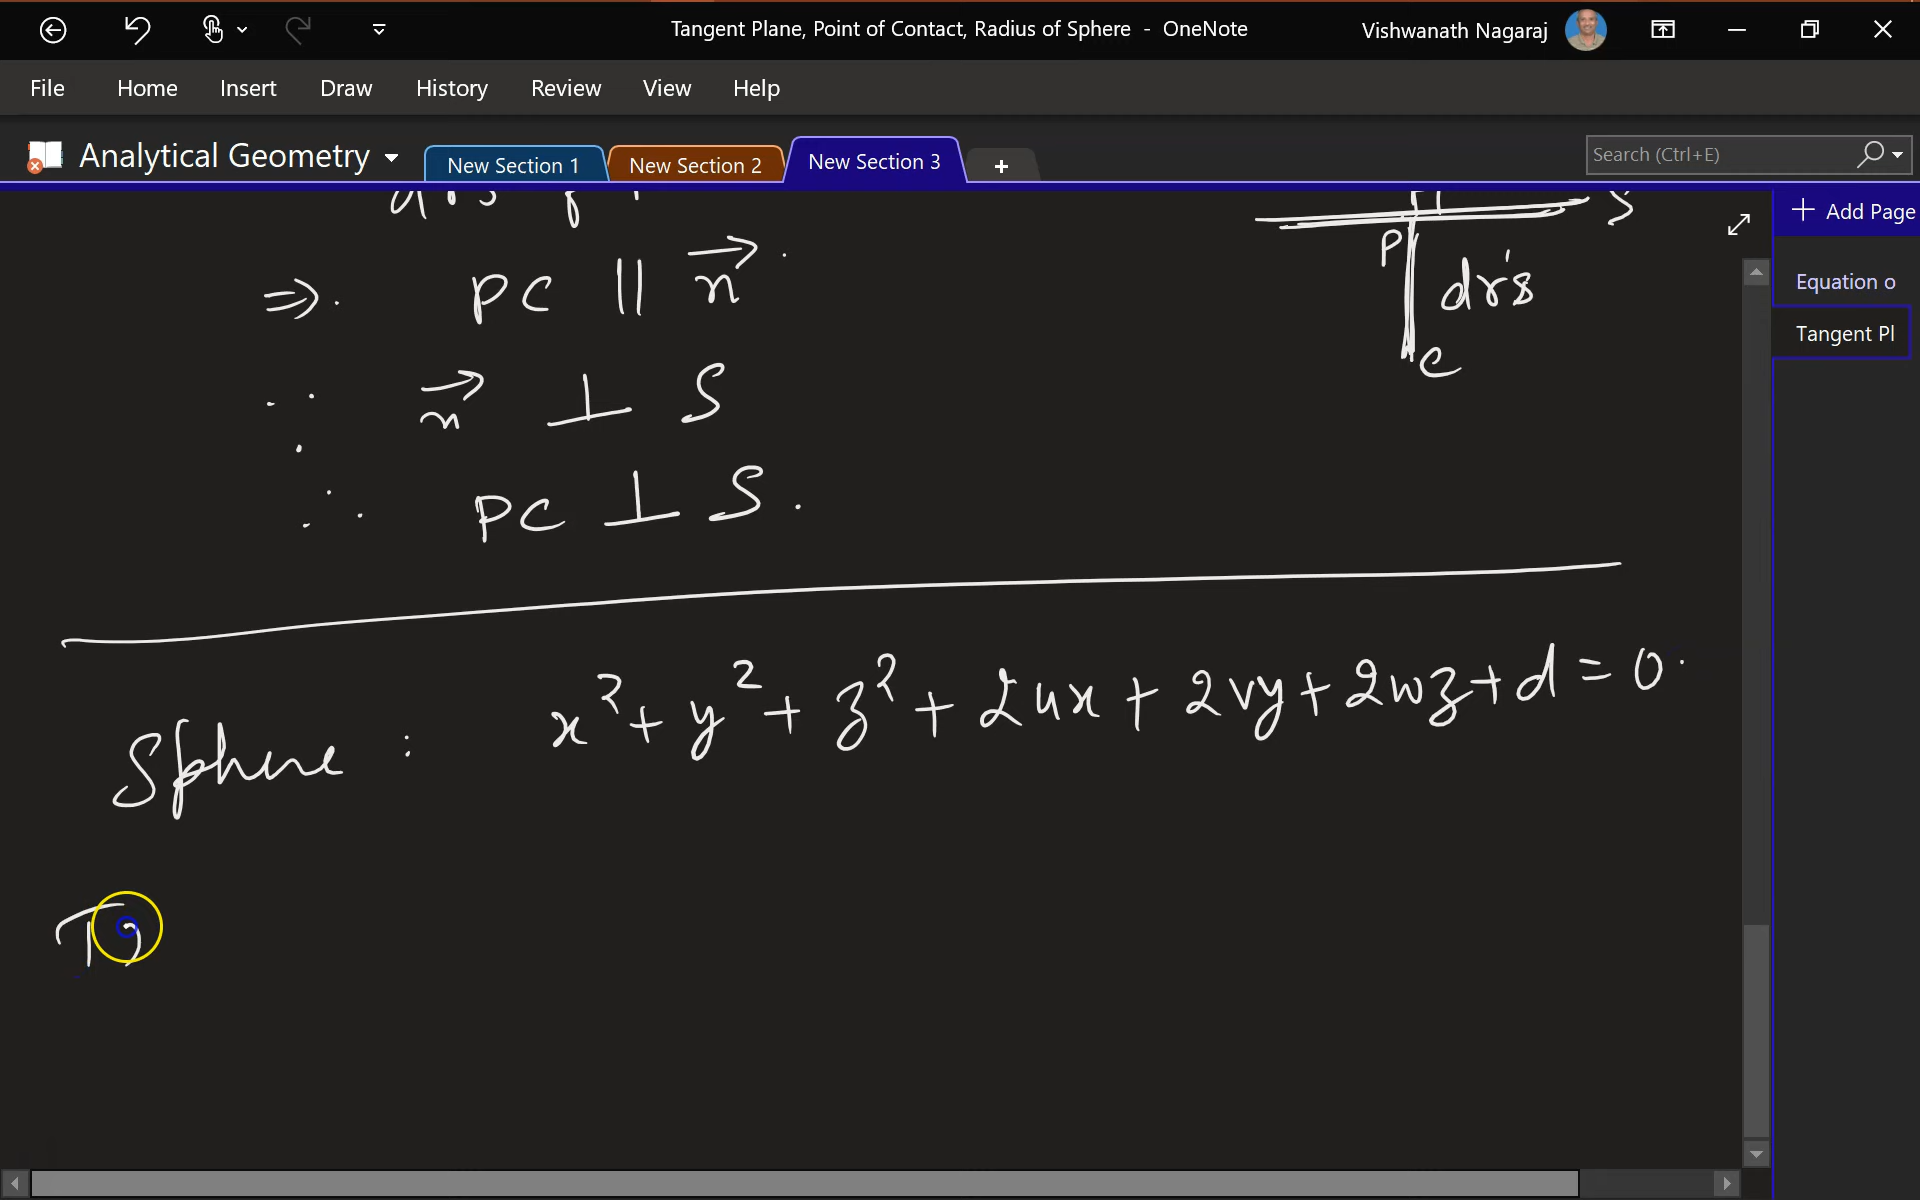 Tangent Plane, Point of Contact, Radius of Sphere - OneNote
Vishwanath Nagaraj
File Home Insert Draw History Review View Help
Analytical Geometry
New Section 1
New Section 2
New Section 3
+
Search (Ctrl+E)
+ Add Page
Equation o
Tangent Pl
S
P
dr's
C
⇒. PC || n⃗ .
∵ n⃗ ⊥ S
∴ PC ⊥ S.
Sphere : x² + y² + z² + 2ux + 2vy + 2wz + d = 0.
T